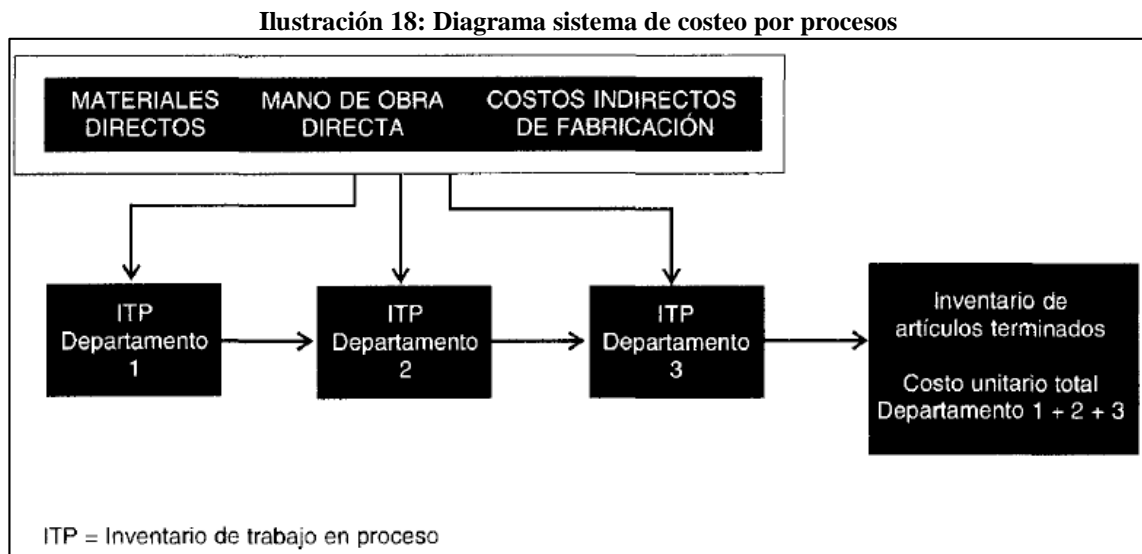 Ilustración 18: Diagrama sistema de costeo por procesos
MATERIALES
DIRECTOS
MANO DE OBRA
DIRECTA
COSTOS INDIRECTOS
DE FABRICACIÓN
ITP
Departamento
1
ITP
Departamento
2
ITP
Departamento
3
Inventario de
artículos terminados
Costo unitario total
Departamento 1 + 2 + 3
ITP = Inventario de trabajo en proceso